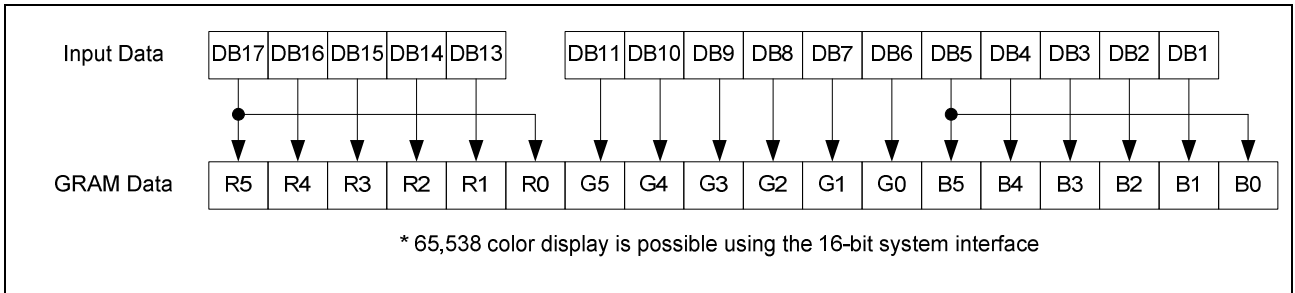 Input Data DB17 DB16 DB15 DB14 DB13 DB11 DB10 DB9 DB8 DB7 DB6 DB5 DB4 DB3 DB2 DB1
GRAM Data R5 R4 R3 R2 R1 R0 G5 G4 G3 G2 G1 G0 B5 B4 B3 B2 B1 B0
* 65,538 color display is possible using the 16-bit system interface